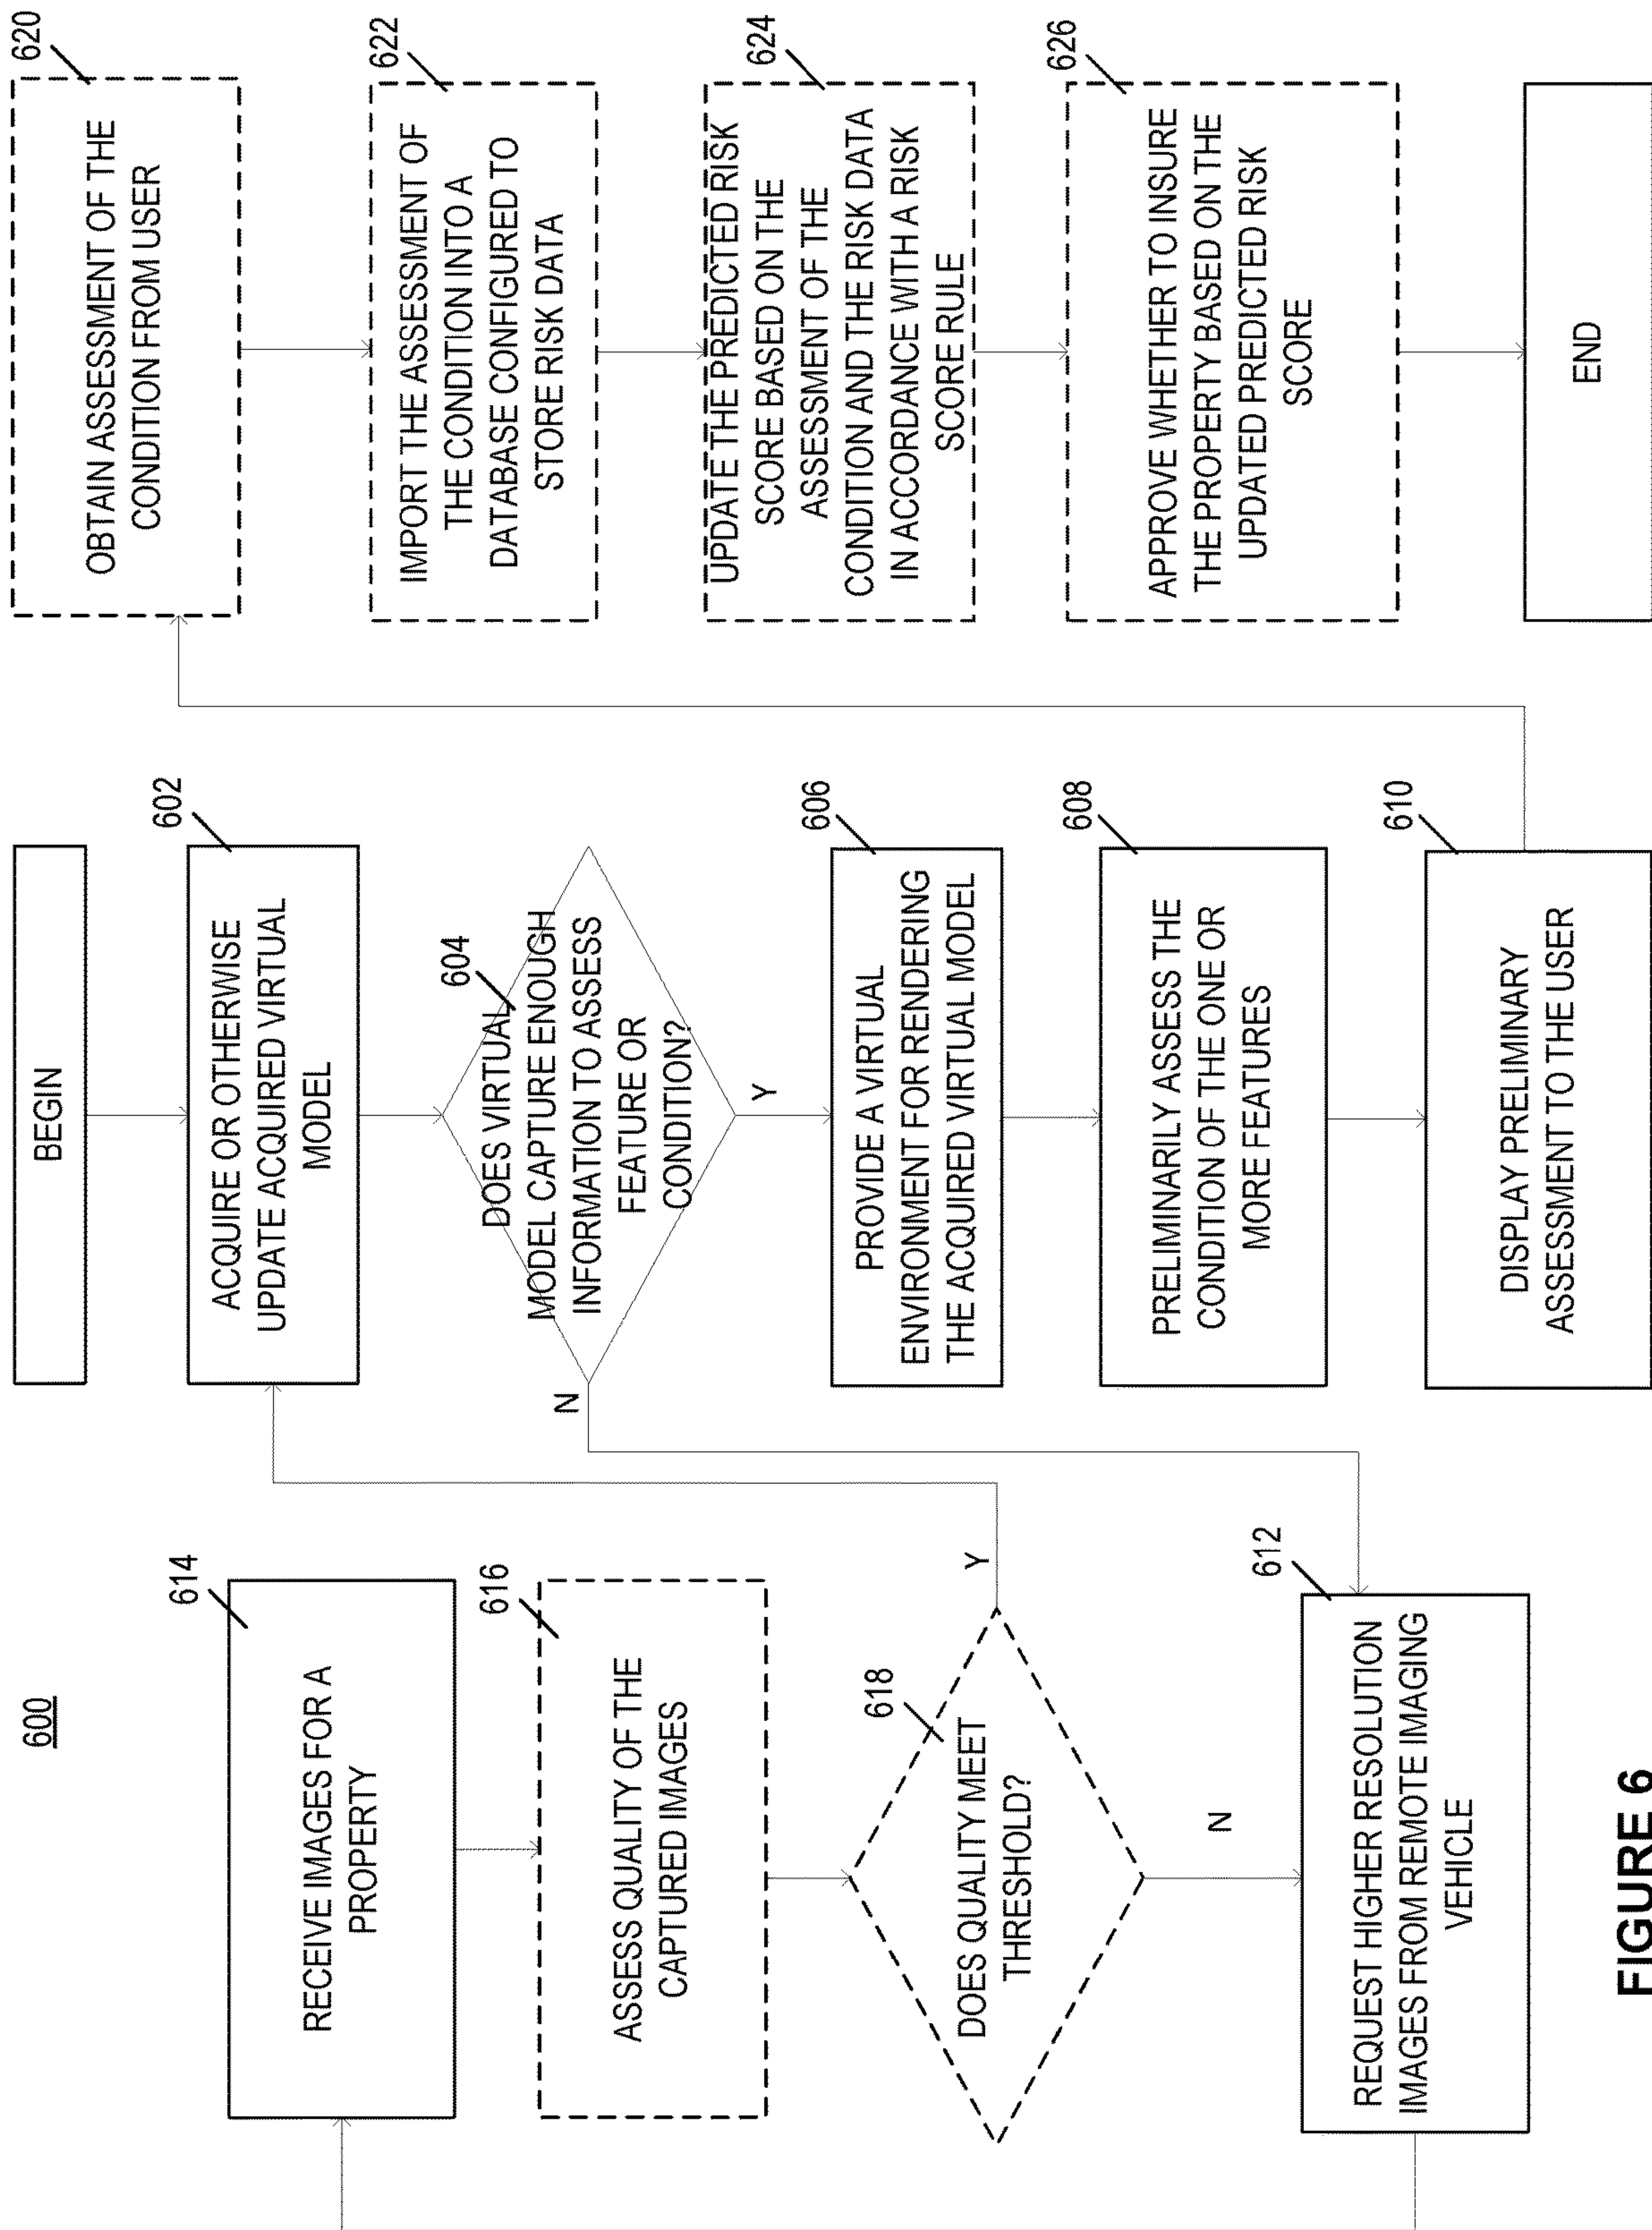 600
614
RECEIVE IMAGES FOR A
PROPERTY
616
ASSESS QUALITY OF THE
CAPTURED IMAGES
618
DOES QUALITY MEET
THRESHOLD?
Y
N
612
REQUEST HIGHER RESOLUTION
IMAGES FROM REMOTE IMAGING
VEHICLE
BEGIN
602
ACQUIRE OR OTHERWISE
UPDATE ACQUIRED VIRTUAL
MODEL
604
DOES VIRTUAL
MODEL CAPTURE ENOUGH
INFORMATION TO ASSESS
FEATURE OR
CONDITION?
N
Y
606
PROVIDE A VIRTUAL
ENVIRONMENT FOR RENDERING
THE ACQUIRED VIRTUAL MODEL
608
PRELIMINARILY ASSESS THE
CONDITION OF THE ONE OR
MORE FEATURES
610
DISPLAY PRELIMINARY
ASSESSMENT TO THE USER
620
OBTAIN ASSESSMENT OF THE
CONDITION FROM USER
622
IMPORT THE ASSESSMENT OF
THE CONDITION INTO A
DATABASE CONFIGURED TO
STORE RISK DATA
624
UPDATE THE PREDICTED RISK
SCORE BASED ON THE
ASSESSMENT OF THE
CONDITION AND THE RISK DATA
IN ACCORDANCE WITH A RISK
SCORE RULE
626
APPROVE WHETHER TO INSURE
THE PROPERTY BASED ON THE
UPDATED PREDICTED RISK
SCORE
END
FIGURE 6